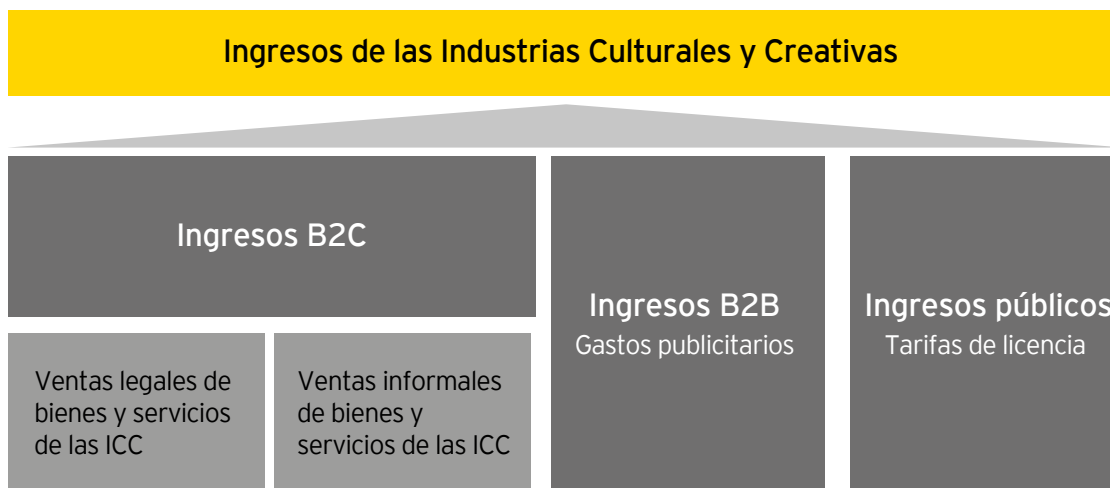 Ingresos de las Industrias Culturales y Creativas
Ingresos B2C
Ventas legales de
bienes y servicios
de las ICC
Ventas informales
de bienes y
servicios de las ICC
Ingresos B2B
Gastos publicitarios
Ingresos públicos
Tarifas de licencia